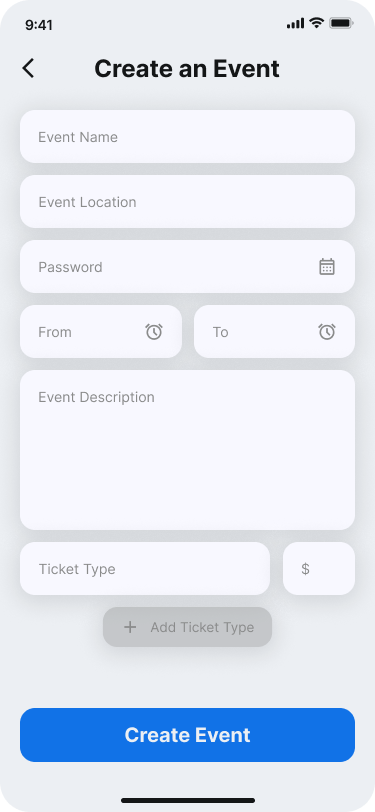 9:41
Create an Event
Event Name
Event Location
Password
From To
Event Description
Ticket Type $
+ Add Ticket Type
Create Event